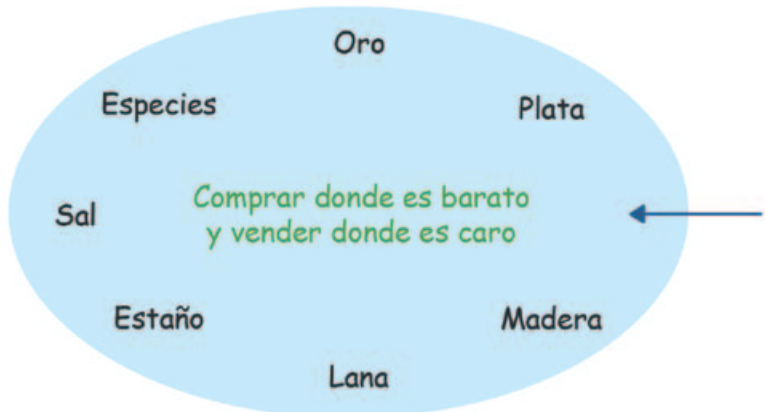 Oro
Especies
Plata
Sal
Comprar donde es barato
y vender donde es caro
Estaño
Madera
Lana